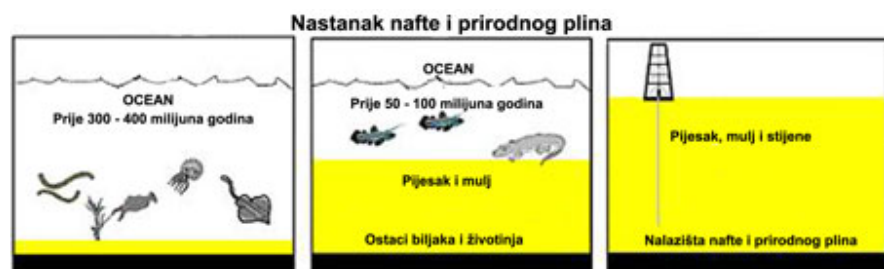 Nastanak nafte i prirodnog plina
OCEAN
Prije 300 - 400 milijuna godina
OCEAN
Prije 50 - 100 milijuna godina
Pijesak i mulj
Ostaci biljaka i životinja
Pijesak, mulj i stijene
Nalazišta nafte i prirodnog plina